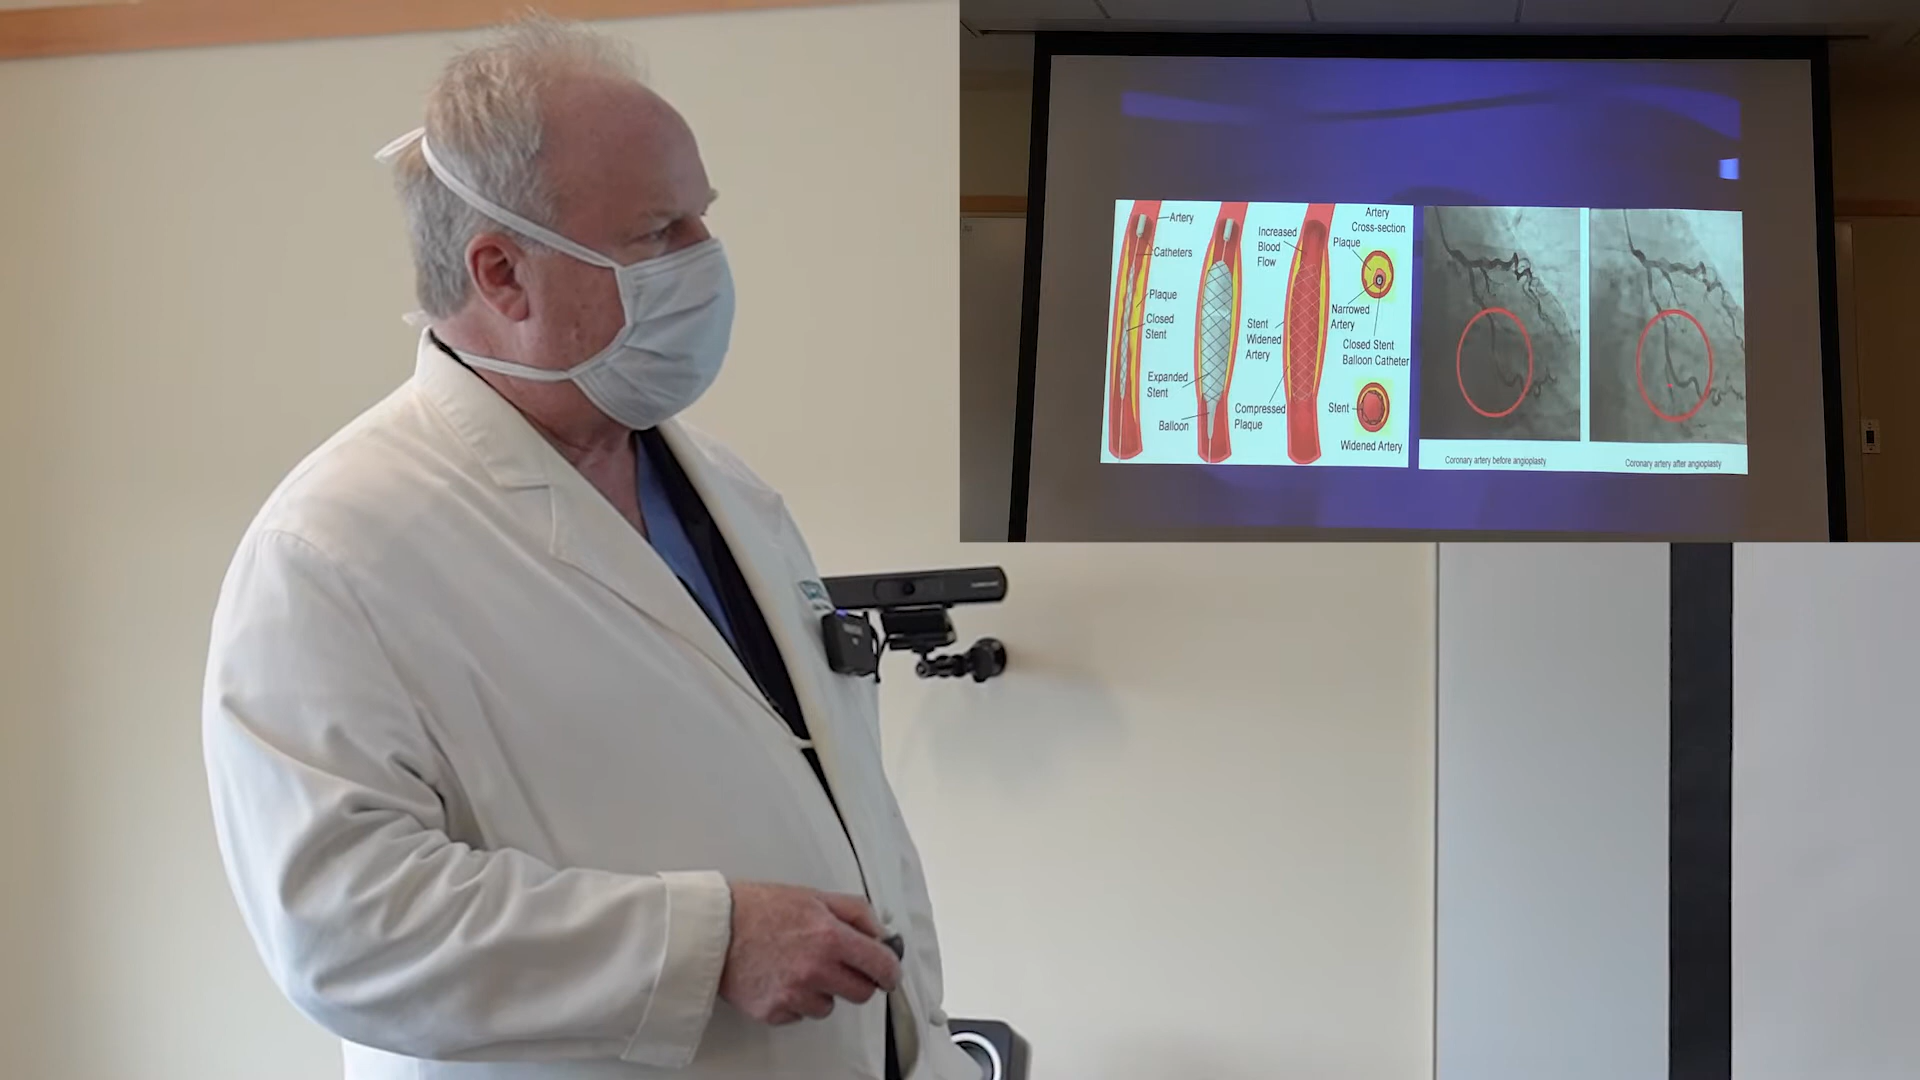 Artery
Catheters
Plaque
Closed
Stent
Expanded
Stent
Balloon
Increased
Blood
Flow
Stent
Widened
Artery
Compressed
Plaque
Artery
Cross-section
Plaque
Narrowed
Artery
Closed Stent
Balloon Catheter
Stent
Widened Artery
Coronary artery before angioplasty
Coronary artery after angioplasty